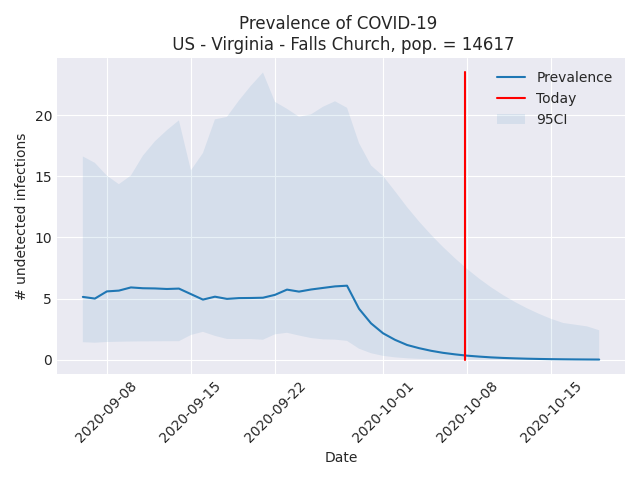 Prevalence of COVID-19
US - Virginia - Falls Church, pop. = 14617
Prevalence
Today
95CI
# undetected infections
20
15
10
5
0
2020-09-08
2020-09-15
2020-09-22
2020-10-01
2020-10-08
2020-10-15
Date